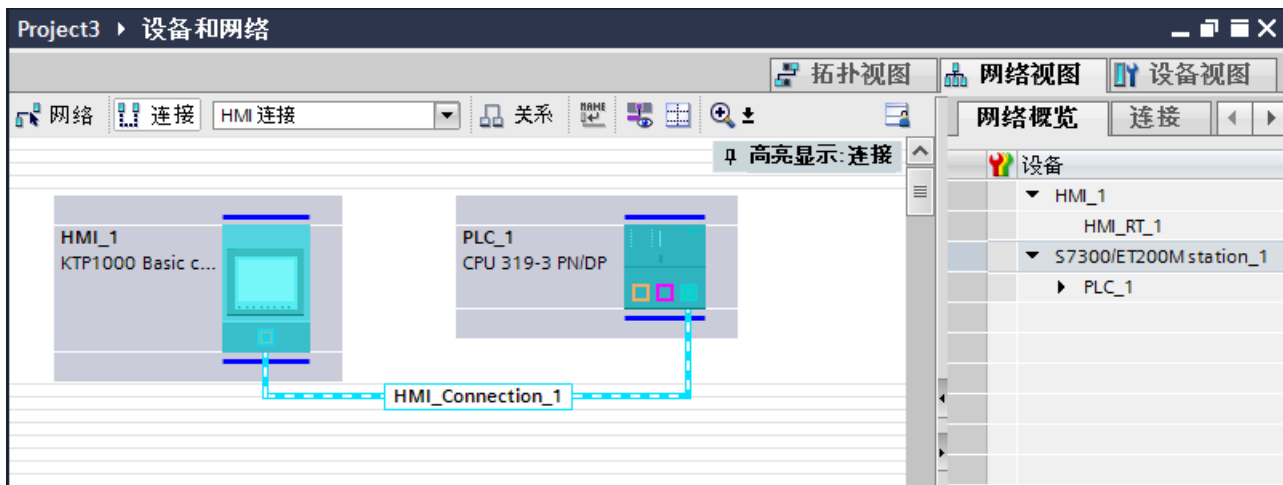 Project3 ▸ 设备和网络
拓扑视图 网络视图 设备视图
网络 连接 HMI 连接 关系
网络概览 连接
高亮显示:连接
设备
HMI_1
HMI_RT_1
S7300/ET200M station_1
PLC_1
HMI_1
KTP1000 Basic c...
PLC_1
CPU 319-3 PN/DP
HMI_Connection_1